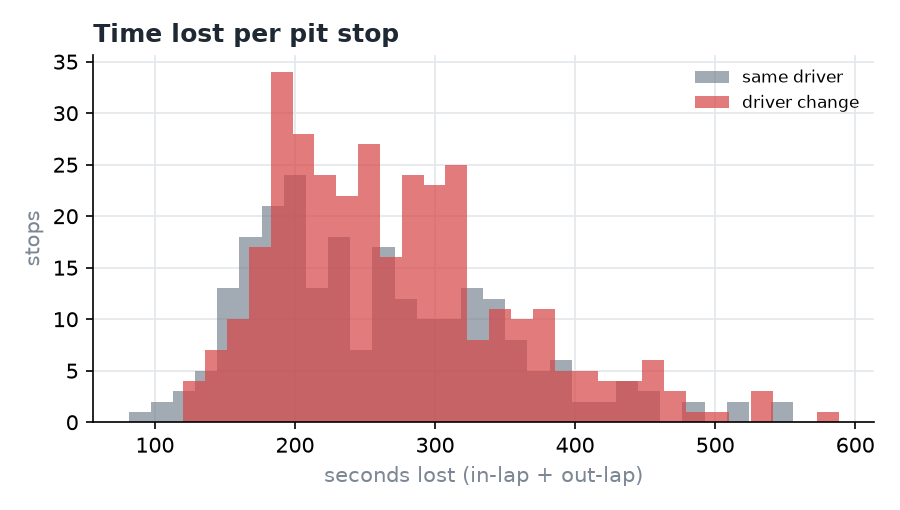 Time lost per pit stop
same driver
driver change
35
30
25
20
15
10
5
0
stops
100 200 300 400 500 600
seconds lost (in-lap + out-lap)